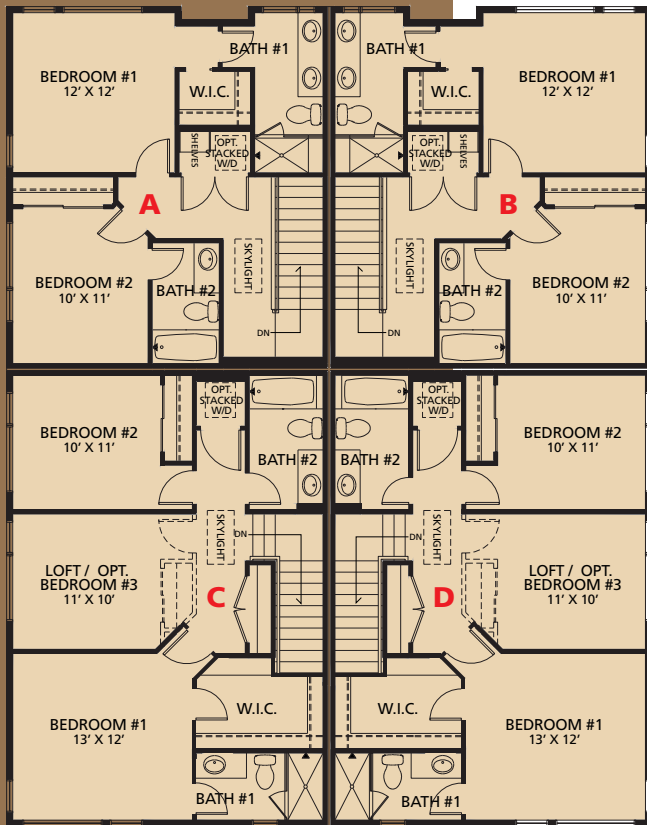 BEDROOM #1
12' X 12'
BATH #1
W.I.C.
SHELVES
OPT.
STACKED
W/D
A
BEDROOM #2
10' X 11'
BATH #2
SKYLIGHT
DN
BATH #1
BEDROOM #1
12' X 12'
W.I.C.
OPT.
STACKED
W/D
SHELVES
B
BEDROOM #2
10' X 11'
BATH #2
SKYLIGHT
DN
OPT.
STACKED
W/D
BEDROOM #2
10' X 11'
BATH #2
SKYLIGHT
DN
LOFT / OPT.
BEDROOM #3
11' X 10'
C
W.I.C.
BEDROOM #1
13' X 12'
BATH #1
OPT.
STACKED
W/D
BATH #2
BEDROOM #2
10' X 11'
DN
SKYLIGHT
LOFT / OPT.
BEDROOM #3
11' X 10'
D
W.I.C.
BEDROOM #1
13' X 12'
BATH #1